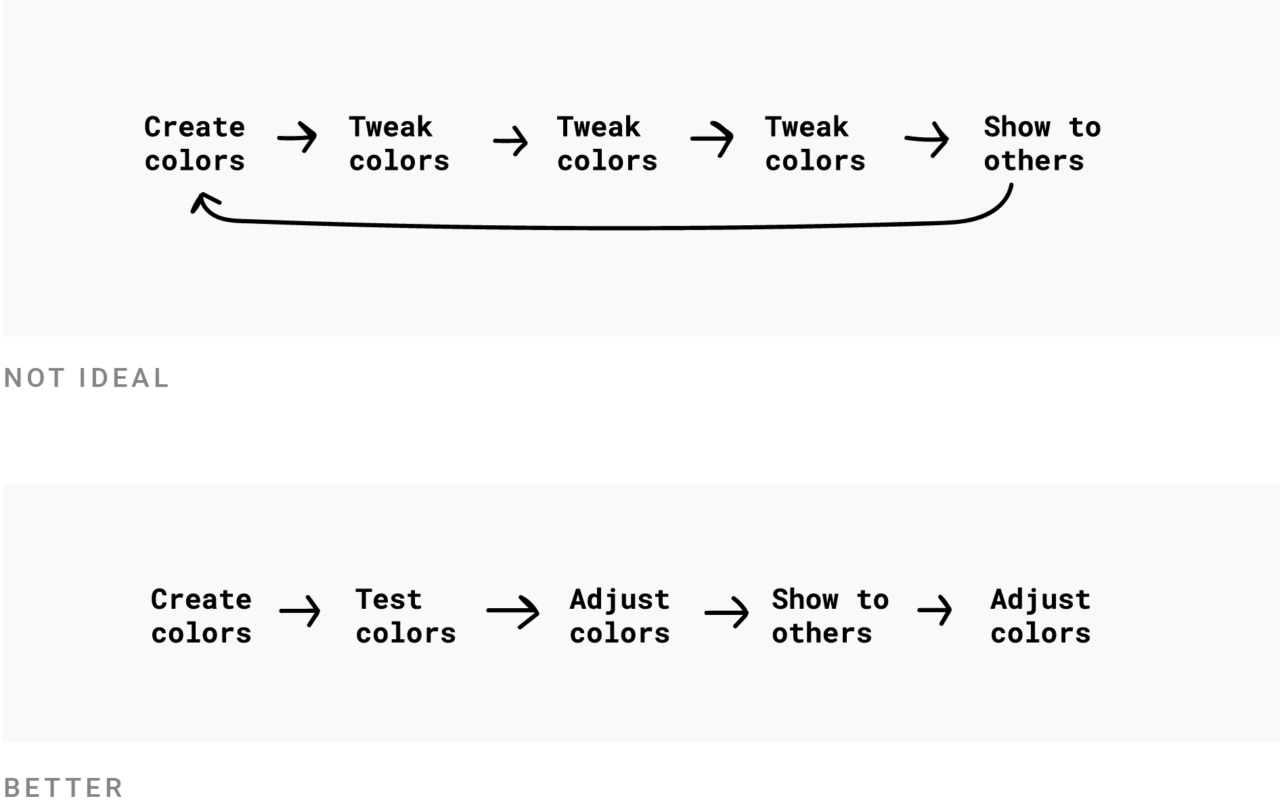 Create Tweak Tweak Tweak Show to
colors colors colors colors others
NOT IDEAL
Create Test Adjust Show to Adjust
colors colors colors others colors
BETTER